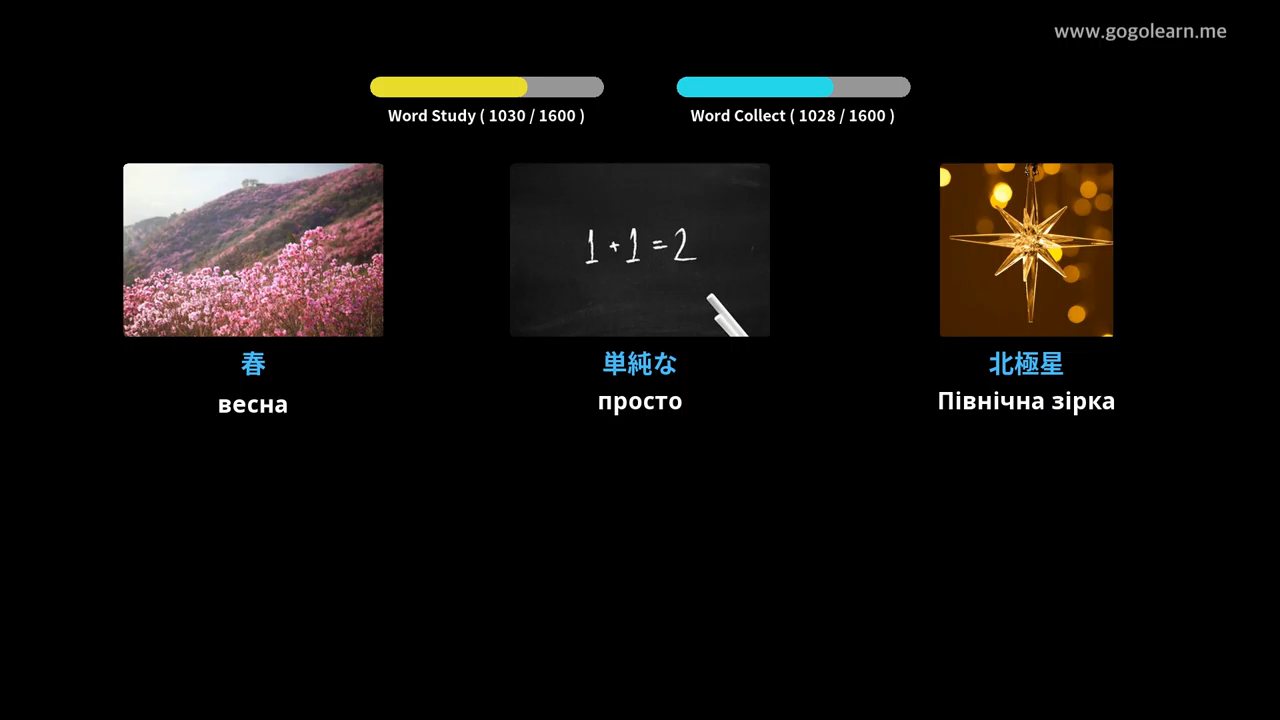 www.gogolearn.me
Word Study ( 1030 / 1600 )
Word Collect ( 1028 / 1600 )
1+1=2
春
весна
単純な
просто
北極星
Північна зірка